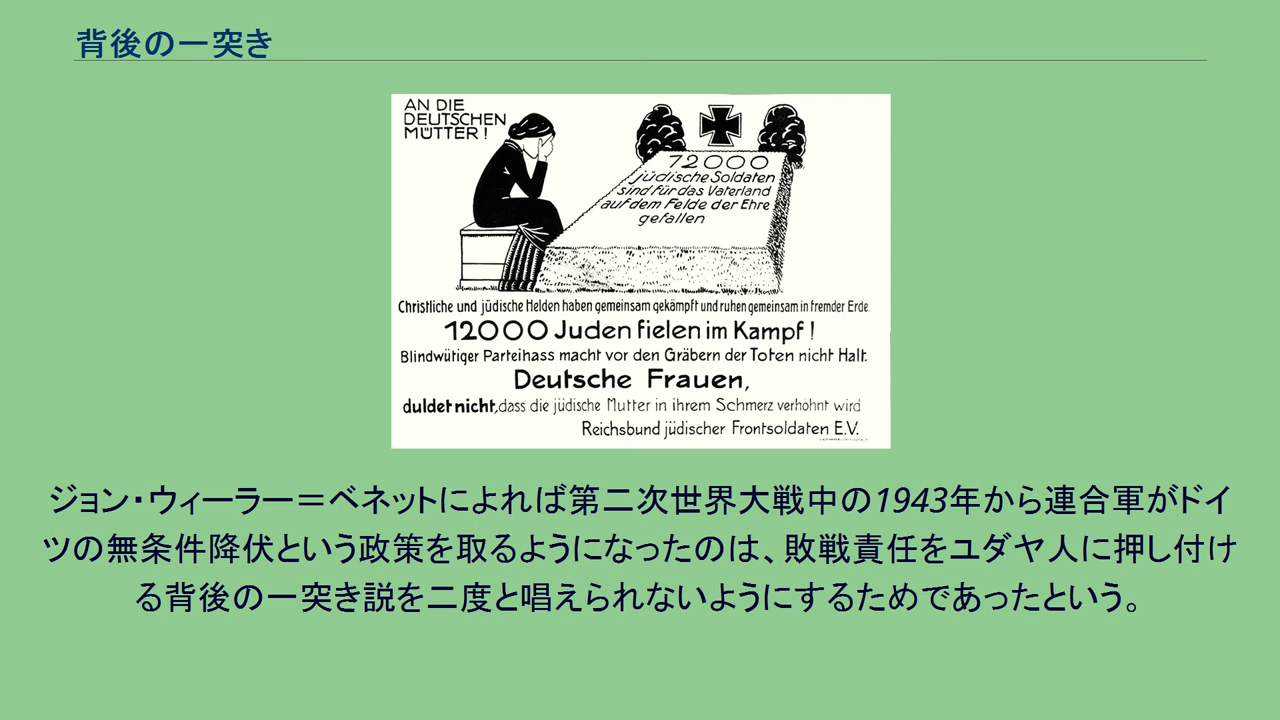 背後の一突き
AN DIE
DEUTSCHEN
MÜTTER!
72000
jüdische Soldaten
sind für das Vaterland
auf dem Felde der Ehre
gefallen
Christliche und jüdische Helden haben gemeinsam gekämpft und ruhen gemeinsam in fremder Erde.
12000 Juden fielen im Kampf!
Blindwütiger Parteihass macht vor den Gräbern der Toten nicht Halt.
Deutsche Frauen,
duldet nicht, dass die jüdische Mutter in ihrem Schmerz verhöhnt wird
Reichsbund jüdischer Frontsoldaten E.V.
ジョン・ウィーラー＝ベネットによれば第二次世界大戦中の1943年から連合軍がドイ
ツの無条件降伏という政策を取るようになったのは、敗戦責任をユダヤ人に押し付け
る背後の一突き説を二度と唱えられないようにするためであったという。